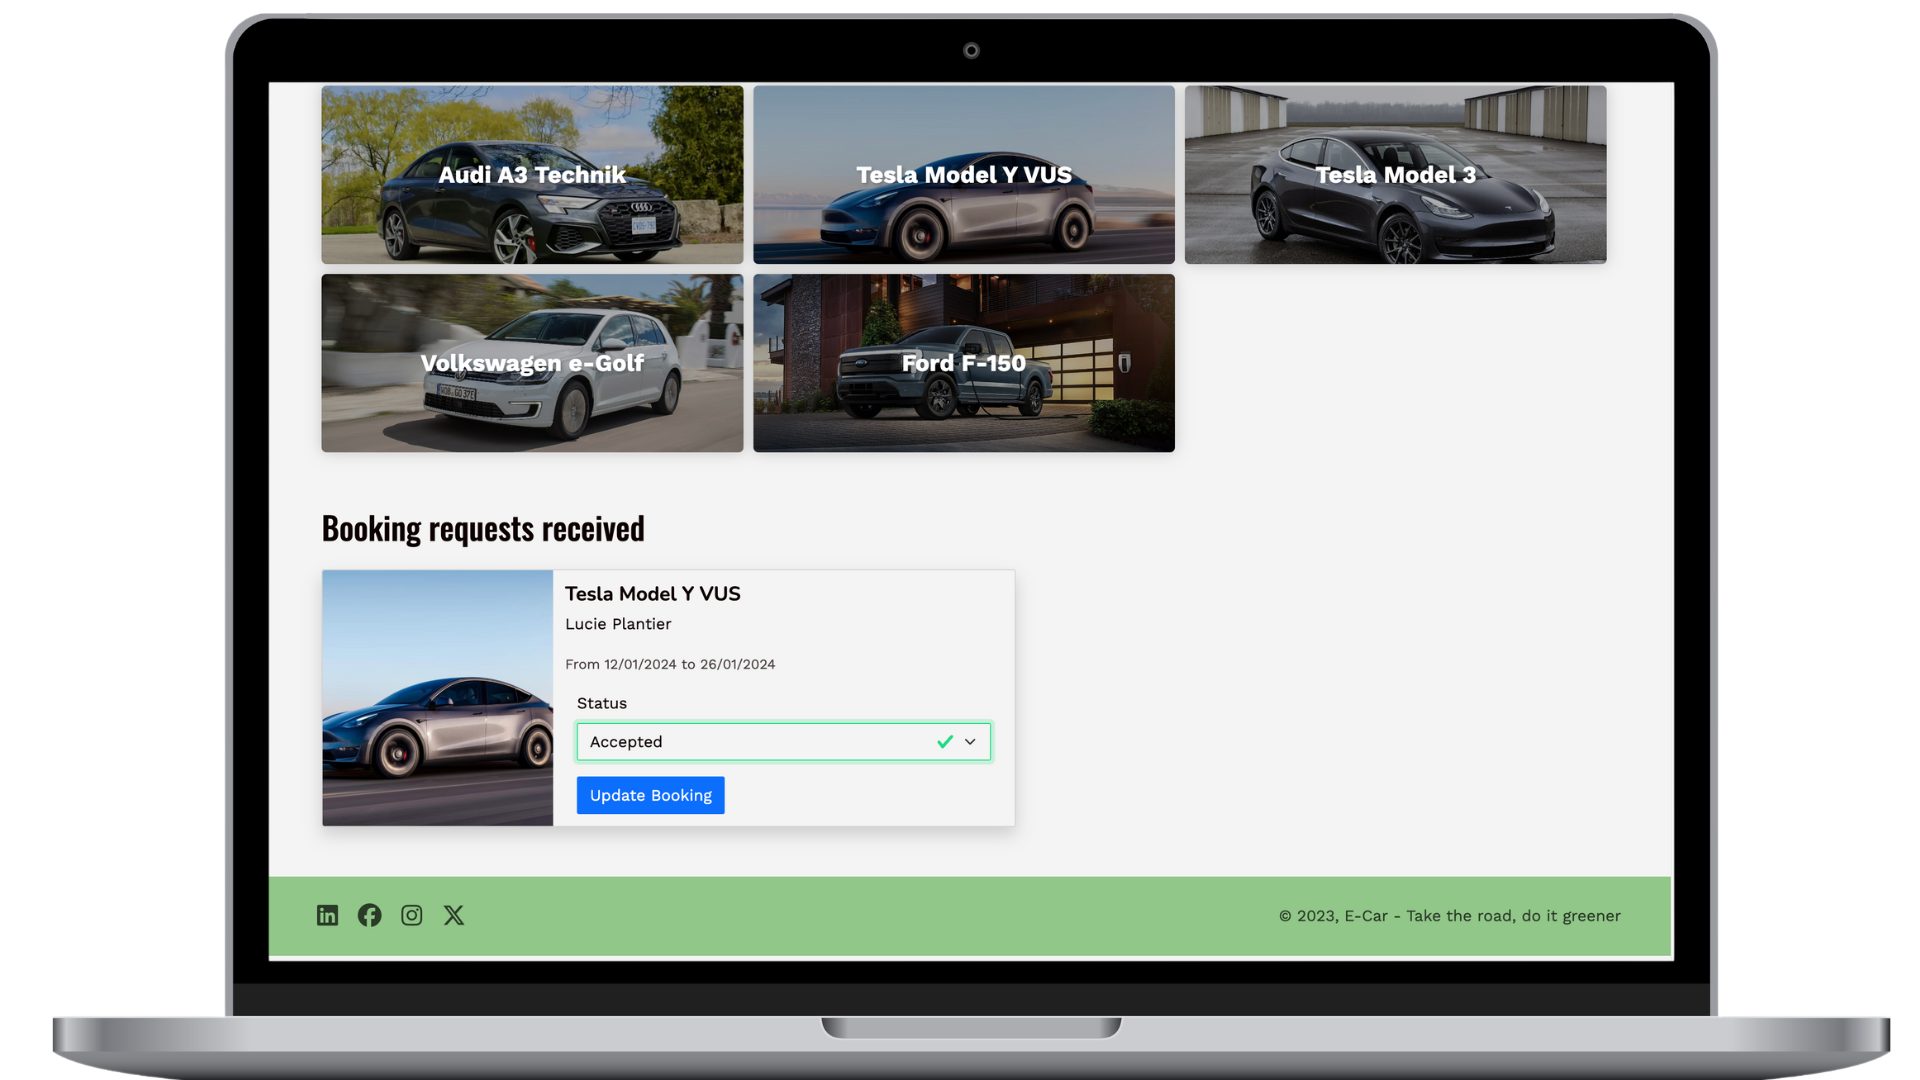 Audi A3 Technik
Tesla Model Y VUS
Tesla Model 3
Volkswagen e-Golf
Ford F-150
Booking requests received
Tesla Model Y VUS
Lucie Plantier
From 12/01/2024 to 26/01/2024
Status
Accepted
Update Booking
© 2023, E-Car - Take the road, do it greener